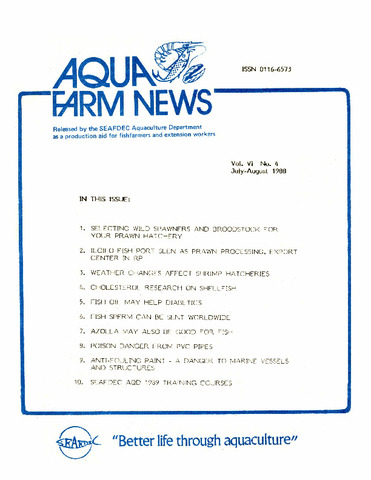 AQUA
FARM NEWS
ISSN 0116-6573
Released by the SEAFDEC Aquaculture Department
as a production aid for fishfarmers and extension workers
Vol. VI No. 4
July-August 1988
IN THIS ISSUE:
1. SELECTING WILD SPAWNERS AND BROODSTOCK FOR
YOUR PRAWN HATCHERY
2. ILOILO FISH PORT SEEN AS PRAWN PROCESSING, EXPORT
CENTER IN RP
3. WEATHER CHANGES AFFECT SHRIMP HATCHERIES
4. CHOLESTEROL RESEARCH ON SHELLFISH
5. FISH OIL MAY HELP DIABETICS
6. FISH SPERM CAN BE SENT WORLDWIDE
7. AZOLLA MAY ALSO BE GOOD FOR FISH
8. POISON DANGER FROM PVC PIPES
9. ANTI-FOULING PAINT - A DANGER TO MARINE VESSELS
AND STRUCTURES
10. SEAFDEC AQD 1989 TRAINING COURSES
SEAFDEC
"Better life through aquaculture"